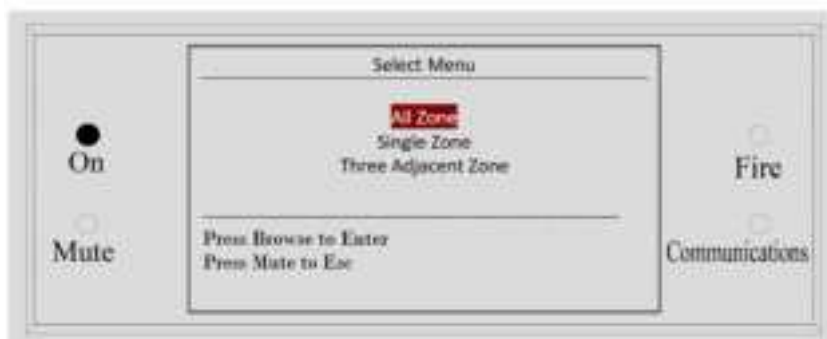 Select Menu
All Zone
Single Zone
Three Adjacent Zone
On
Fire
Mute
Communications
Press Browse to Enter
Press Mute to Esc